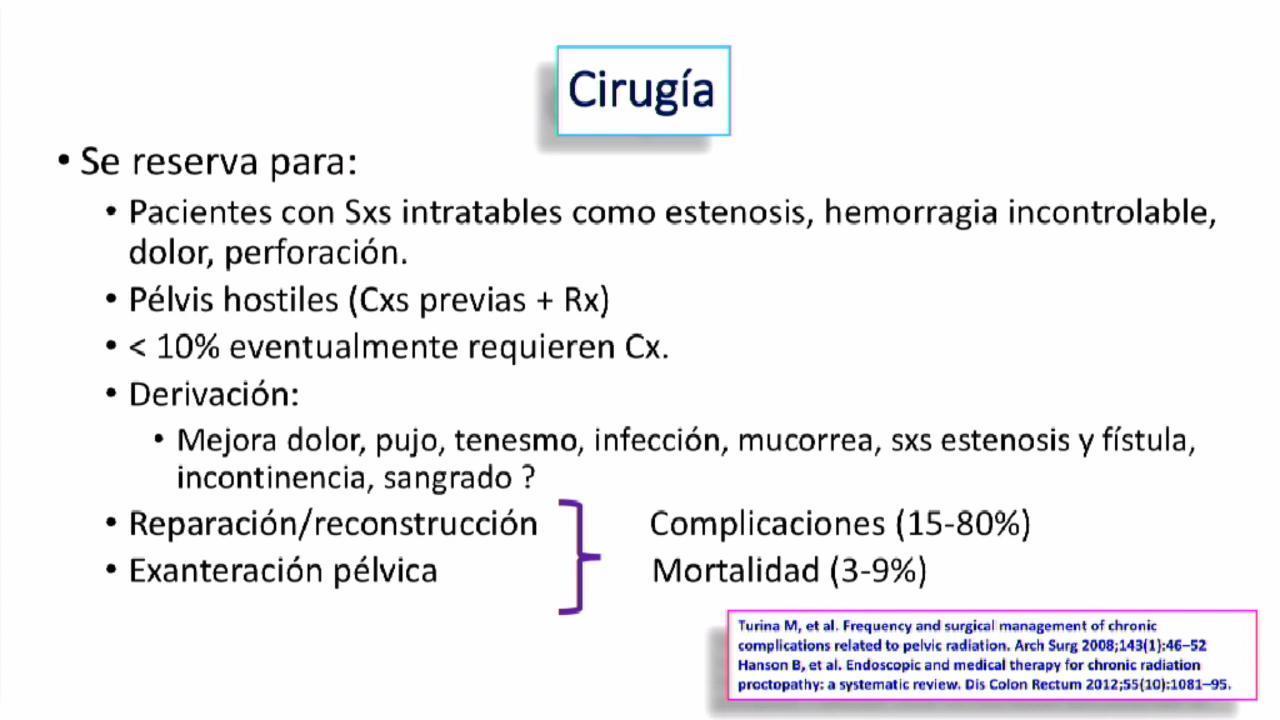 Cirugía
• Se reserva para:
• Pacientes con Sxs intratables como estenosis, hemorragia incontrolable,
dolor, perforación.
• Pélvis hostiles (Cxs previas + Rx)
• < 10% eventualmente requieren Cx.
• Derivación:
• Mejora dolor, pujo, tenesmo, infección, mucorrea, sxs estenosis y fístula,
incontinencia, sangrado ?
• Reparación/reconstrucción Complicaciones (15-80%)
• Exanteración pélvica Mortalidad (3-9%)
Turina M, et al. Frequency and surgical management of chronic
complications related to pelvic radiation. Arch Surg 2008;143(1):46–52
Hanson B, et al. Endoscopic and medical therapy for chronic radiation
proctopathy: a systematic review. Dis Colon Rectum 2012;55(10):1081–95.